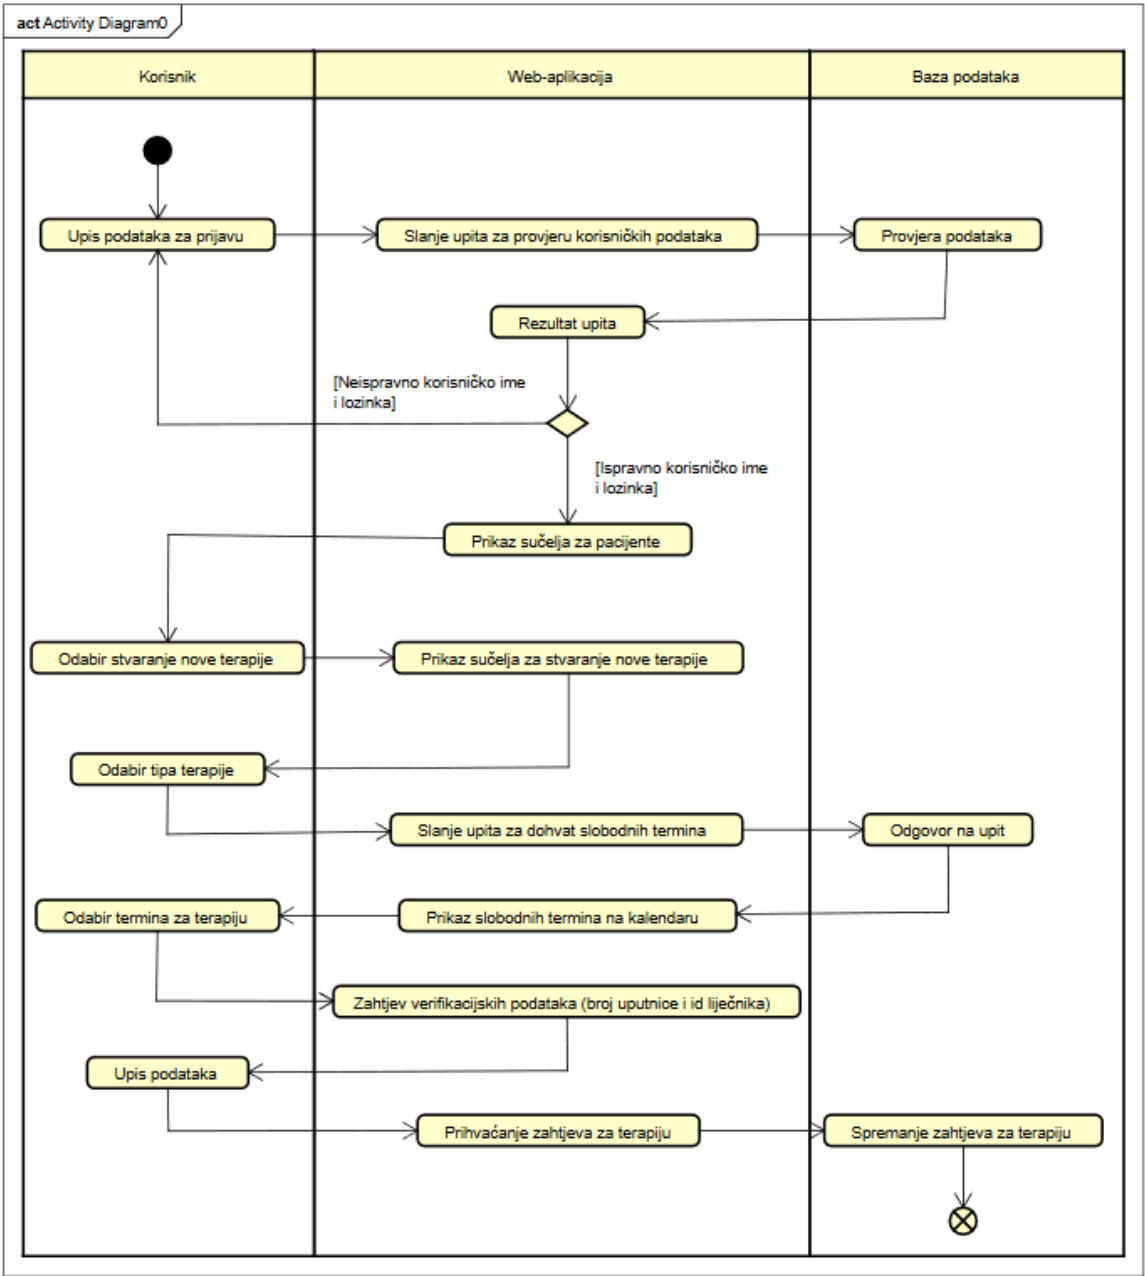 act Activity Diagram0
Korisnik
Web-aplikacija
Baza podataka
Upis podataka za prijavu
Slanje upita za provjeru korisničkih podataka
Provjera podataka
Rezultat upita
[Neispravno korisničko ime
i lozinka]
[Ispravno korisničko ime
i lozinka]
Prikaz sučelja za pacijente
Odabir stvaranje nove terapije
Prikaz sučelja za stvaranje nove terapije
Odabir tipa terapije
Slanje upita za dohvat slobodnih termina
Odgovor na upit
Odabir termina za terapiju
Prikaz slobodnih termina na kalendaru
Zahtjev verifikacijskih podataka (broj uputnice i id liječnika)
Upis podataka
Prihvaćanje zahtjeva za terapiju
Spremanje zahtjeva za terapiju